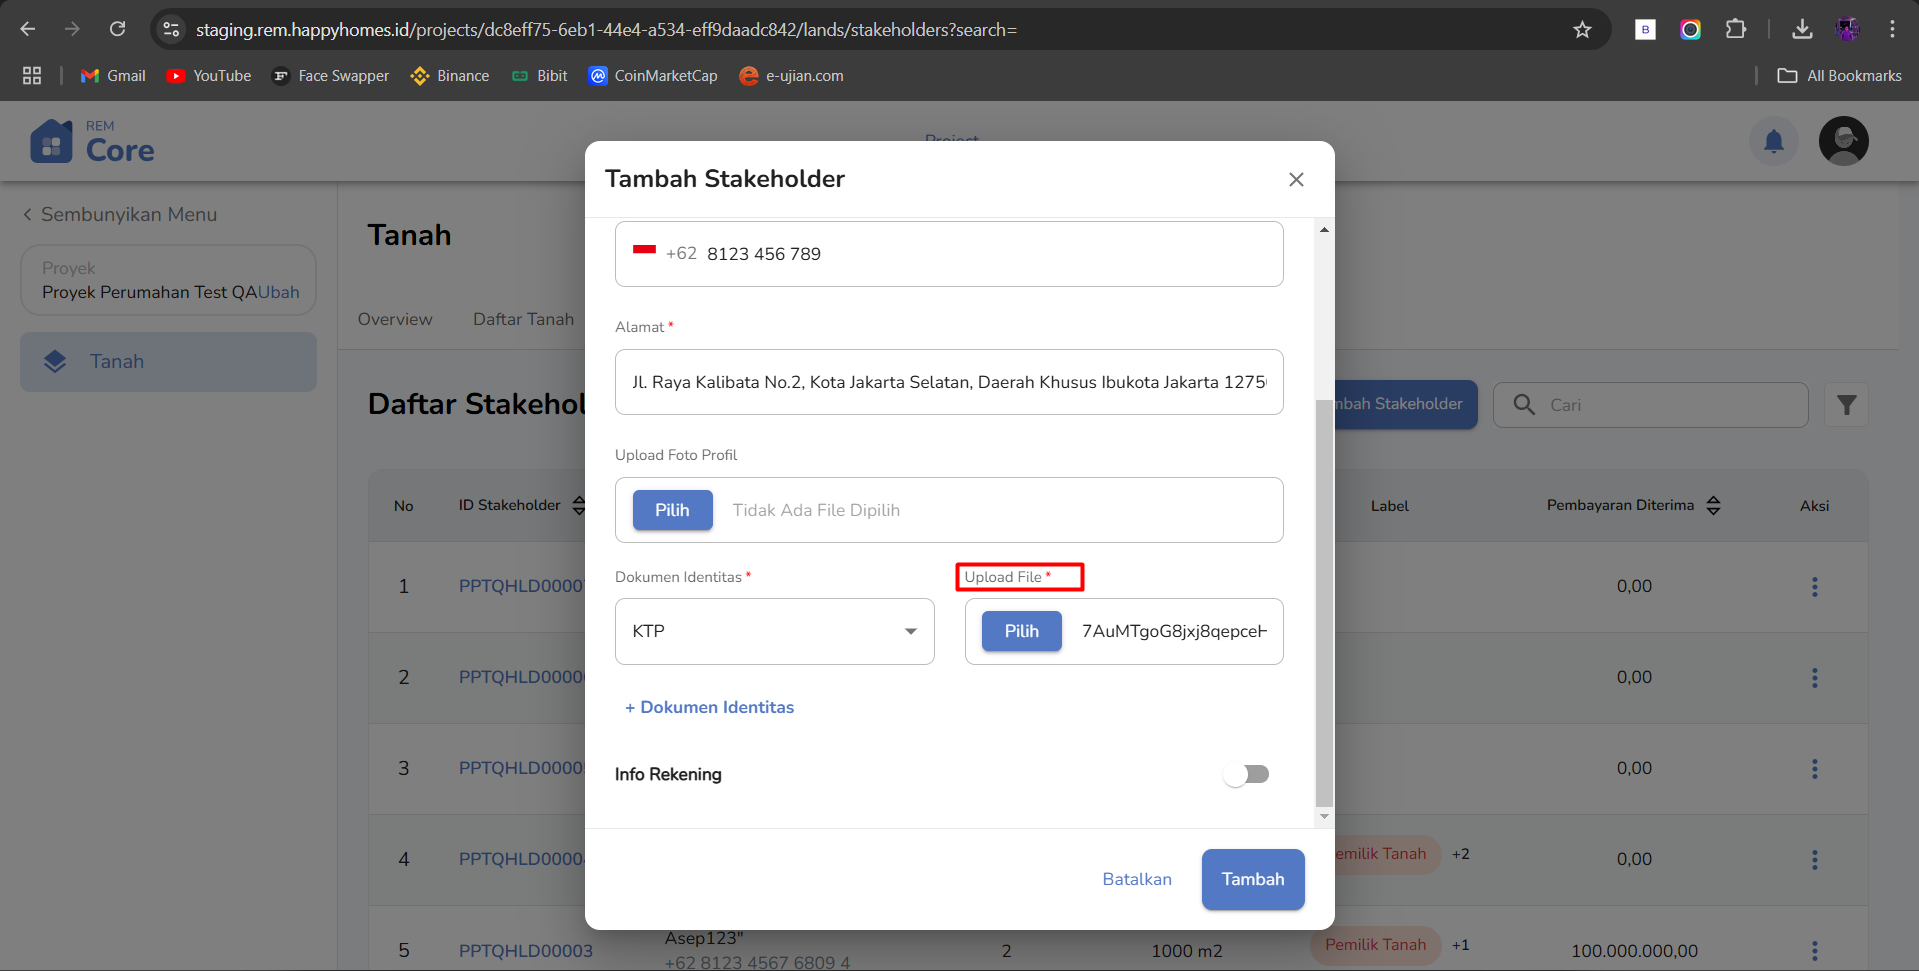 staging.rem.happyhomes.id/projects/dc8eff75-6eb1-44e4-a534-eff9daadc842/lands/stakeholders?search=
B
Gmail YouTube Face Swapper Binance Bibit CoinMarketCap e-ujian.com All Bookmarks
REM
Core
Project
Tambah Stakeholder
Sembunyikan Menu
Tanah
Proyek
Proyek Perumahan Test QA Ubah
+62 8123 456 789
Overview Daftar Tanah
Alamat *
Tanah
Jl. Raya Kalibata No.2, Kota Jakarta Selatan, Daerah Khusus Ibukota Jakarta 1275
Daftar Stakehol
mbah Stakeholder Cari
Upload Foto Profil
No ID Stakeholder Label Pembayaran Diterima Aksi
Pilih Tidak Ada File Dipilih
Dokumen Identitas * Upload File *
1 PPTQHLD0000 0,00
KTP Pilih 7AuMTgoG8jxj8qepce
2 PPTQHLD0000 0,00
+ Dokumen Identitas
3 PPTQHLD0000 0,00
Info Rekening
4 PPTQHLD0000 emilik Tanah +2 0,00
Batalkan Tambah
5 PPTQHLD00003 Asep123" 2 1000 m2 Pemilik Tanah +1 100.000.000,00
+62 8123 4567 6809 4